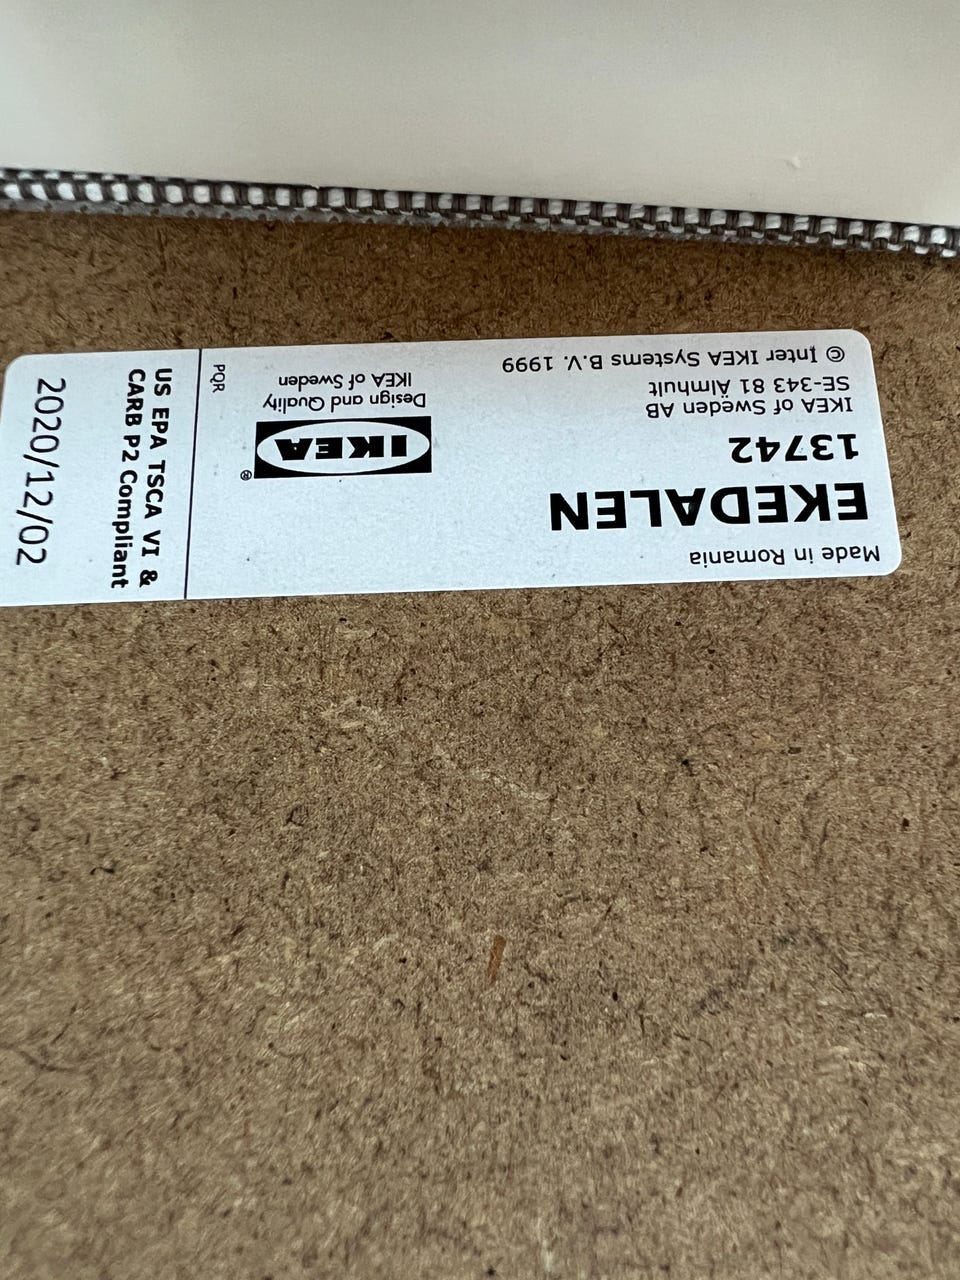 Made in Romania
EKEDALEN
13742
IKEA of Sweden AB
SE-343 81 Älmhult
© Inter IKEA Systems B.V. 1999
IKEA®
Design and Quality
IKEA of Sweden
PQR
US EPA TSCA VI &
CARB P2 Compliant
2020/12/02